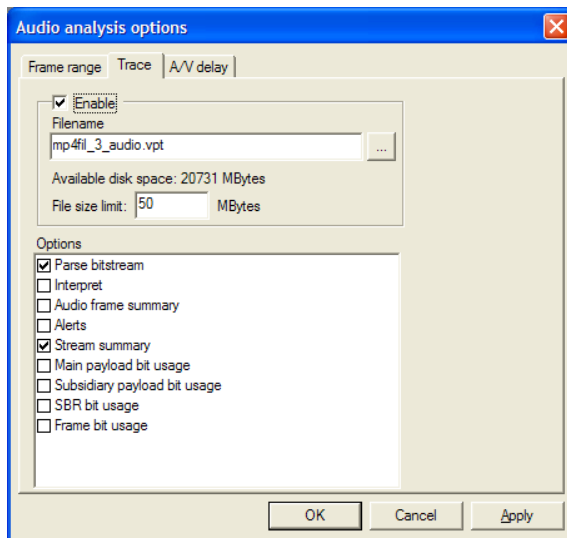 Audio analysis options
Frame range Trace A/V delay
Enable
Filename
mp4fil_3_audio.vpt ...
Available disk space: 20731 MBytes
File size limit: 50 MBytes
Options
Parse bitstream
Interpret
Audio frame summary
Alerts
Stream summary
Main payload bit usage
Subsidiary payload bit usage
SBR bit usage
Frame bit usage
OK Cancel Apply